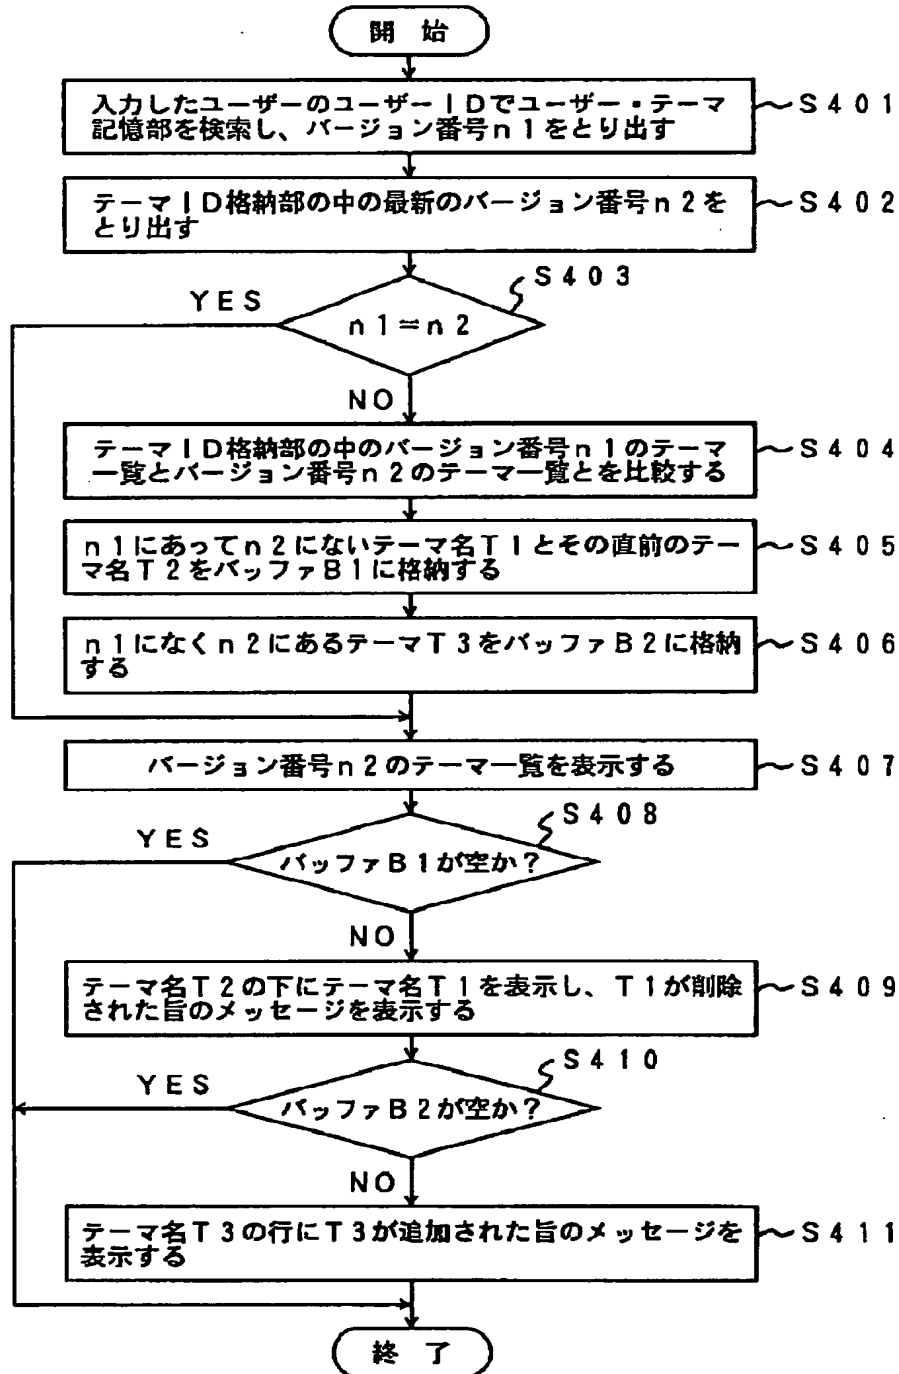 開 始
入力したユーザーのユーザーIDでユーザー・テーマ
記憶部を検索し、バージョン番号n1をとり出す
S401
テーマID格納部の中の最新のバージョン番号n2を
とり出す
S402
S403
YES
n1=n2
NO
テーマID格納部の中のバージョン番号n1のテーマ
一覧とバージョン番号n2のテーマ一覧とを比較する
S404
n1にあってn2にないテーマ名T1とその直前のテー
マ名T2をバッファB1に格納する
S405
n1になくn2にあるテーマT3をバッファB2に格納
する
S406
バージョン番号n2のテーマ一覧を表示する
S407
S408
YES
バッファB1が空か?
NO
テーマ名T2の下にテーマ名T1を表示し、T1が削除
された旨のメッセージを表示する
S409
S410
YES
バッファB2が空か?
NO
テーマ名T3の行にT3が追加された旨のメッセージを
表示する
S411
終 了